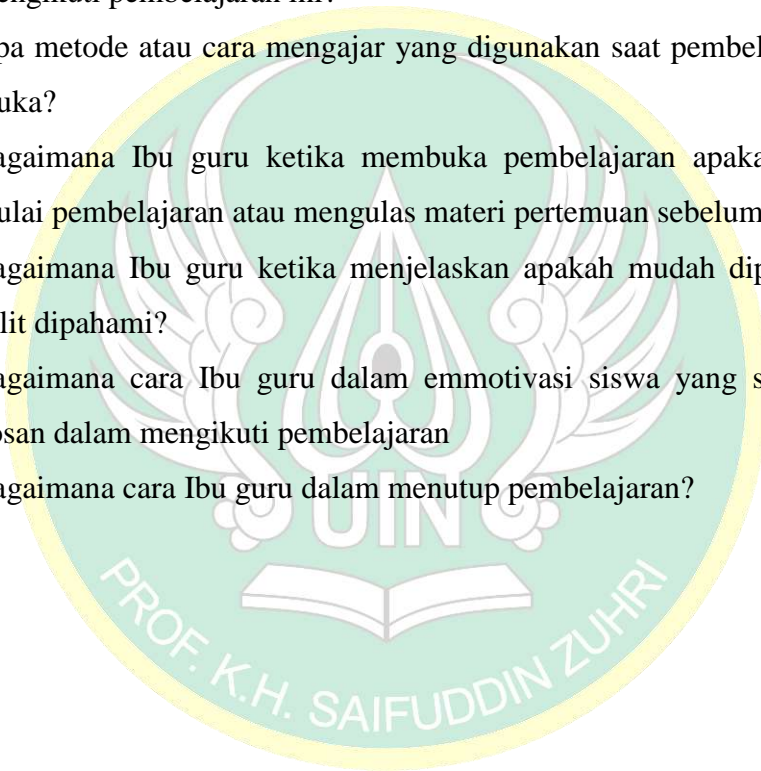 engikuti pembelajaran ini?
pa metode atau cara mengajar yang digunakan saat pembel
uka?
agaimana Ibu guru ketika membuka pembelajaran apaka
ulai pembelajaran atau mengulas materi pertemuan sebelum
agaimana Ibu guru ketika menjelaskan apakah mudah dip
lit dipahami?
agaimana cara Ibu guru dalam emmotivasi siswa yang s
osan dalam mengikuti pembelajaran
agaimana cara Ibu guru dalam menutup pembelajaran?
UIN
PROF. K.H. SAIFUDDIN ZUHRI